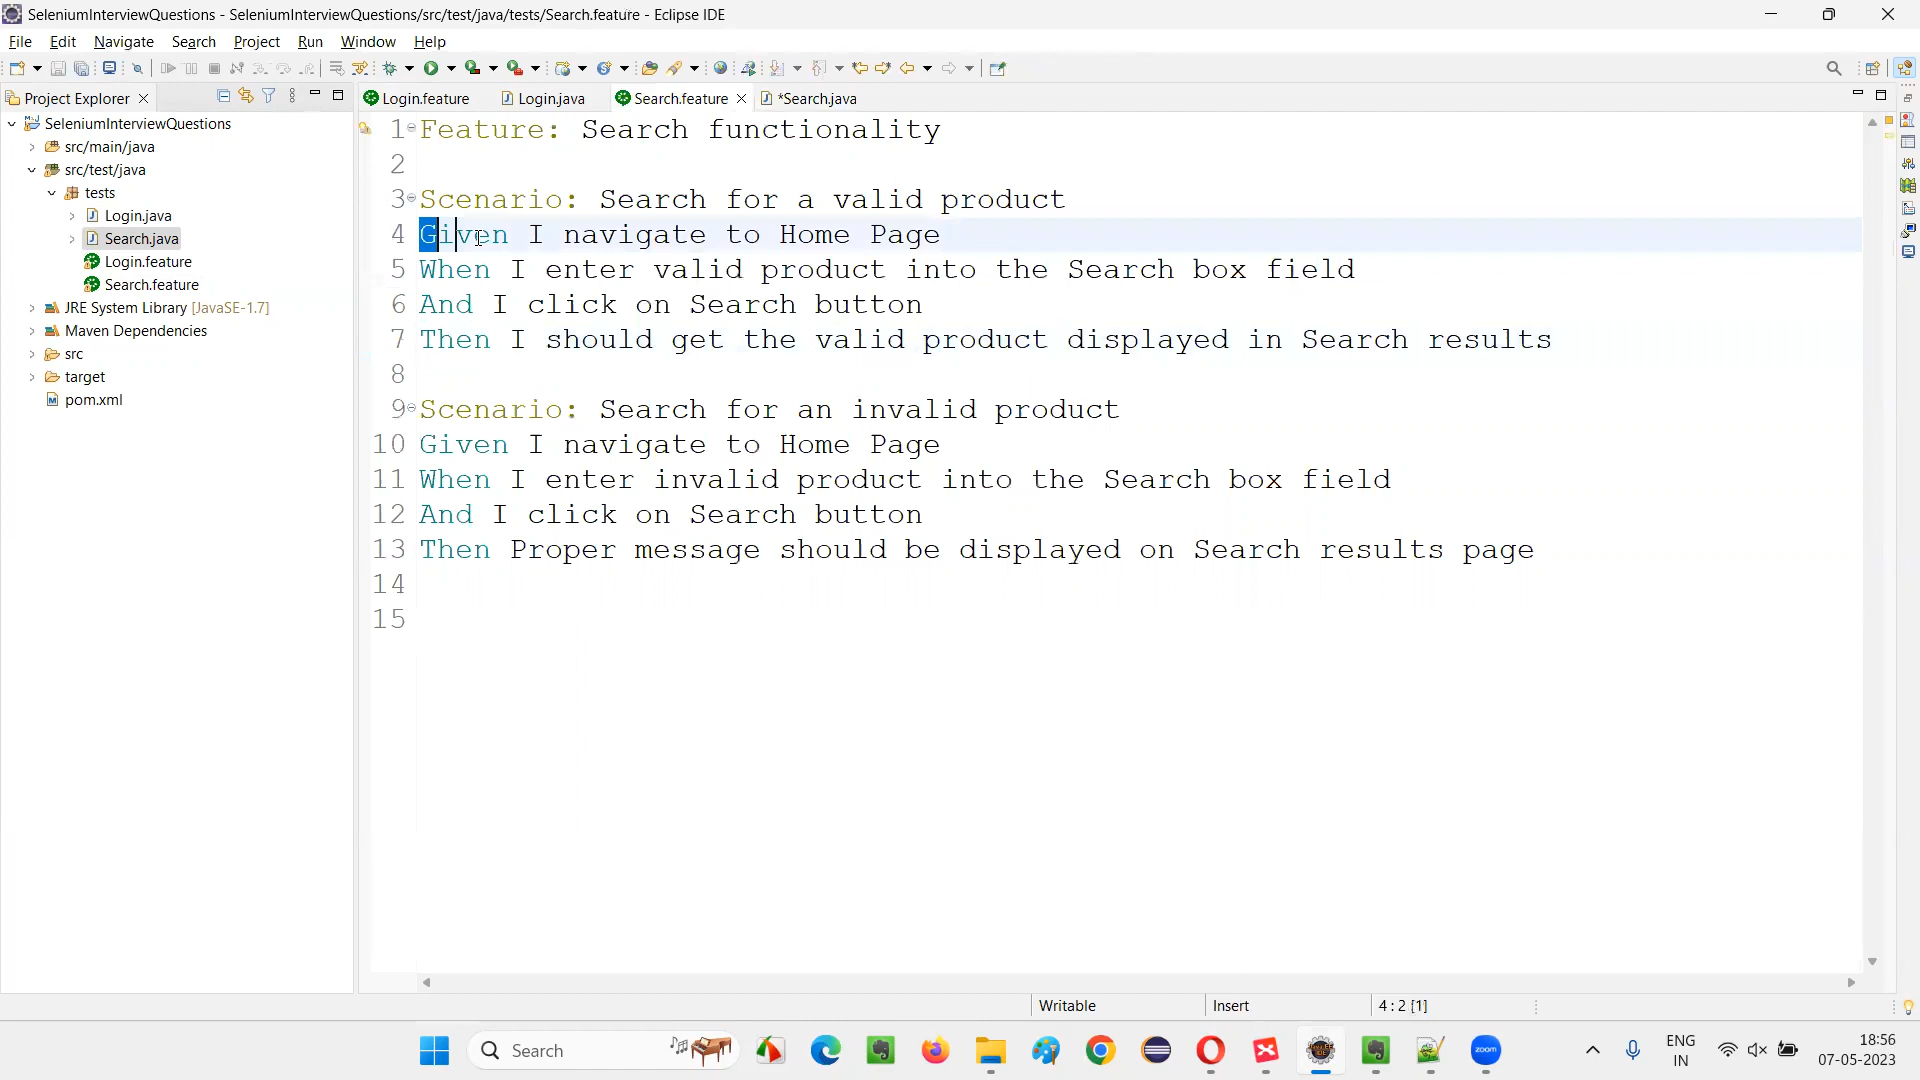 SeleniumInterviewQuestions - SeleniumInterviewQuestions/src/test/java/tests/Search.feature - Eclipse IDE
File Edit Navigate Search Project Run Window Help
Project Explorer
Login.feature Login.java Search.feature *Search.java
SeleniumInterviewQuestions
src/main/java
src/test/java
tests
Login.java
Search.java
Login.feature
Search.feature
JRE System Library [JavaSE-1.7]
Maven Dependencies
src
target
pom.xml
1 Feature: Search functionality
2
3 Scenario: Search for a valid product
4 Given I navigate to Home Page
5 When I enter valid product into the Search box field
6 And I click on Search button
7 Then I should get the valid product displayed in Search results
8
9 Scenario: Search for an invalid product
10 Given I navigate to Home Page
11 When I enter invalid product into the Search box field
12 And I click on Search button
13 Then Proper message should be displayed on Search results page
14
15
Writable Insert 4 : 2 [1]
Search
zoom
ENG
IN
18:56
07-05-2023